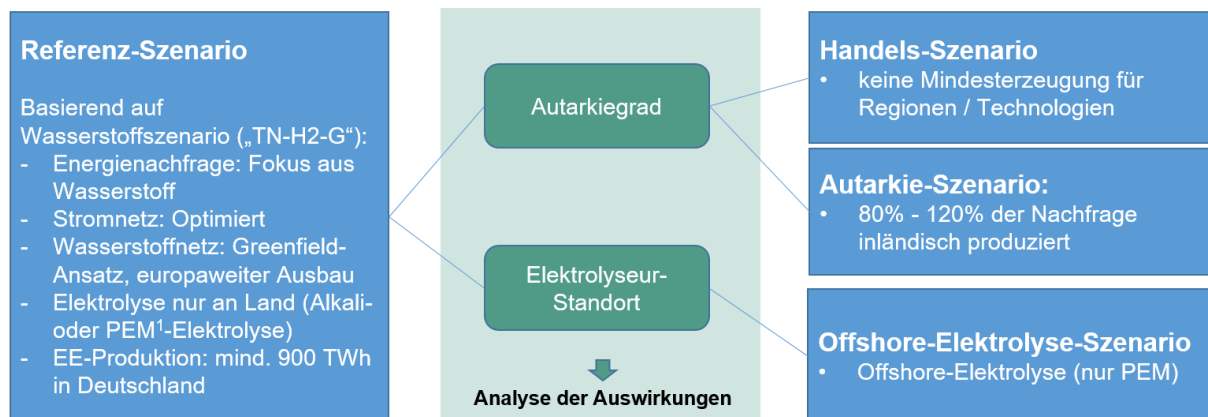 Referenz-Szenario
Basierend auf
Wasserstoffszenario („TN-H2-G“):
- Energienachfrage: Fokus aus
Wasserstoff
- Stromnetz: Optimiert
- Wasserstoffnetz: Greenfield-
Ansatz, europaweiter Ausbau
- Elektrolyse nur an Land (Alkali-
oder PEM¹-Elektrolyse)
- EE-Produktion: mind. 900 TWh
in Deutschland
Autarkiegrad
Elektrolyseur-
Standort
Analyse der Auswirkungen
Handels-Szenario
• keine Mindesterzeugung für
Regionen / Technologien
Autarkie-Szenario:
• 80% - 120% der Nachfrage
inländisch produziert
Offshore-Elektrolyse-Szenario
• Offshore-Elektrolyse (nur PEM)